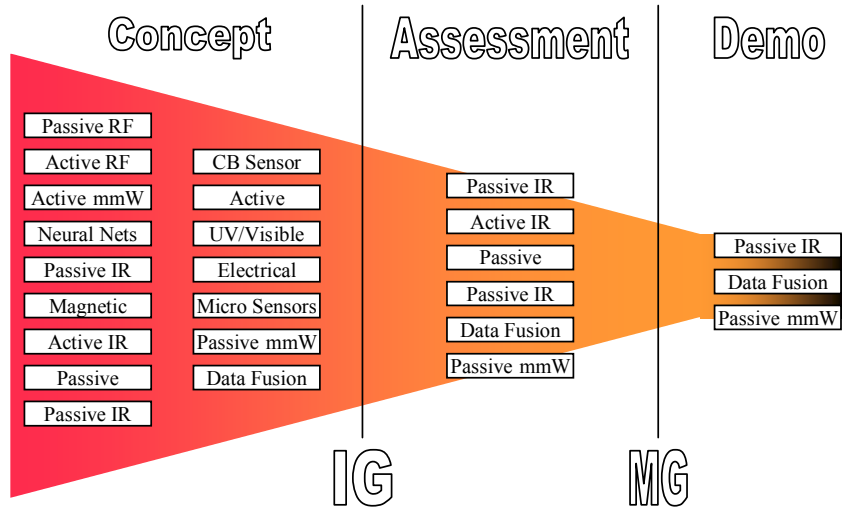 Concept
Assessment
Demo
Passive RF
Active RF
Active mmW
Neural Nets
Passive IR
Magnetic
Active IR
Passive
Passive IR
CB Sensor
Active
UV/Visible
Electrical
Micro Sensors
Passive mmW
Data Fusion
Passive IR
Active IR
Passive
Passive IR
Data Fusion
Passive mmW
Passive IR
Data Fusion
Passive mmW
IG
MG